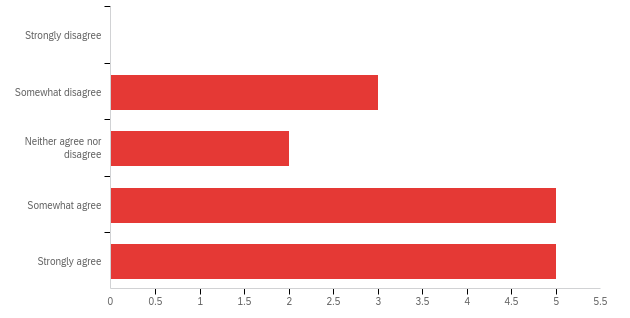 Strongly disagree
Somewhat disagree
Neither agree nor
disagree
Somewhat agree
Strongly agree
0 0.5 1 1.5 2 2.5 3 3.5 4 4.5 5 5.5